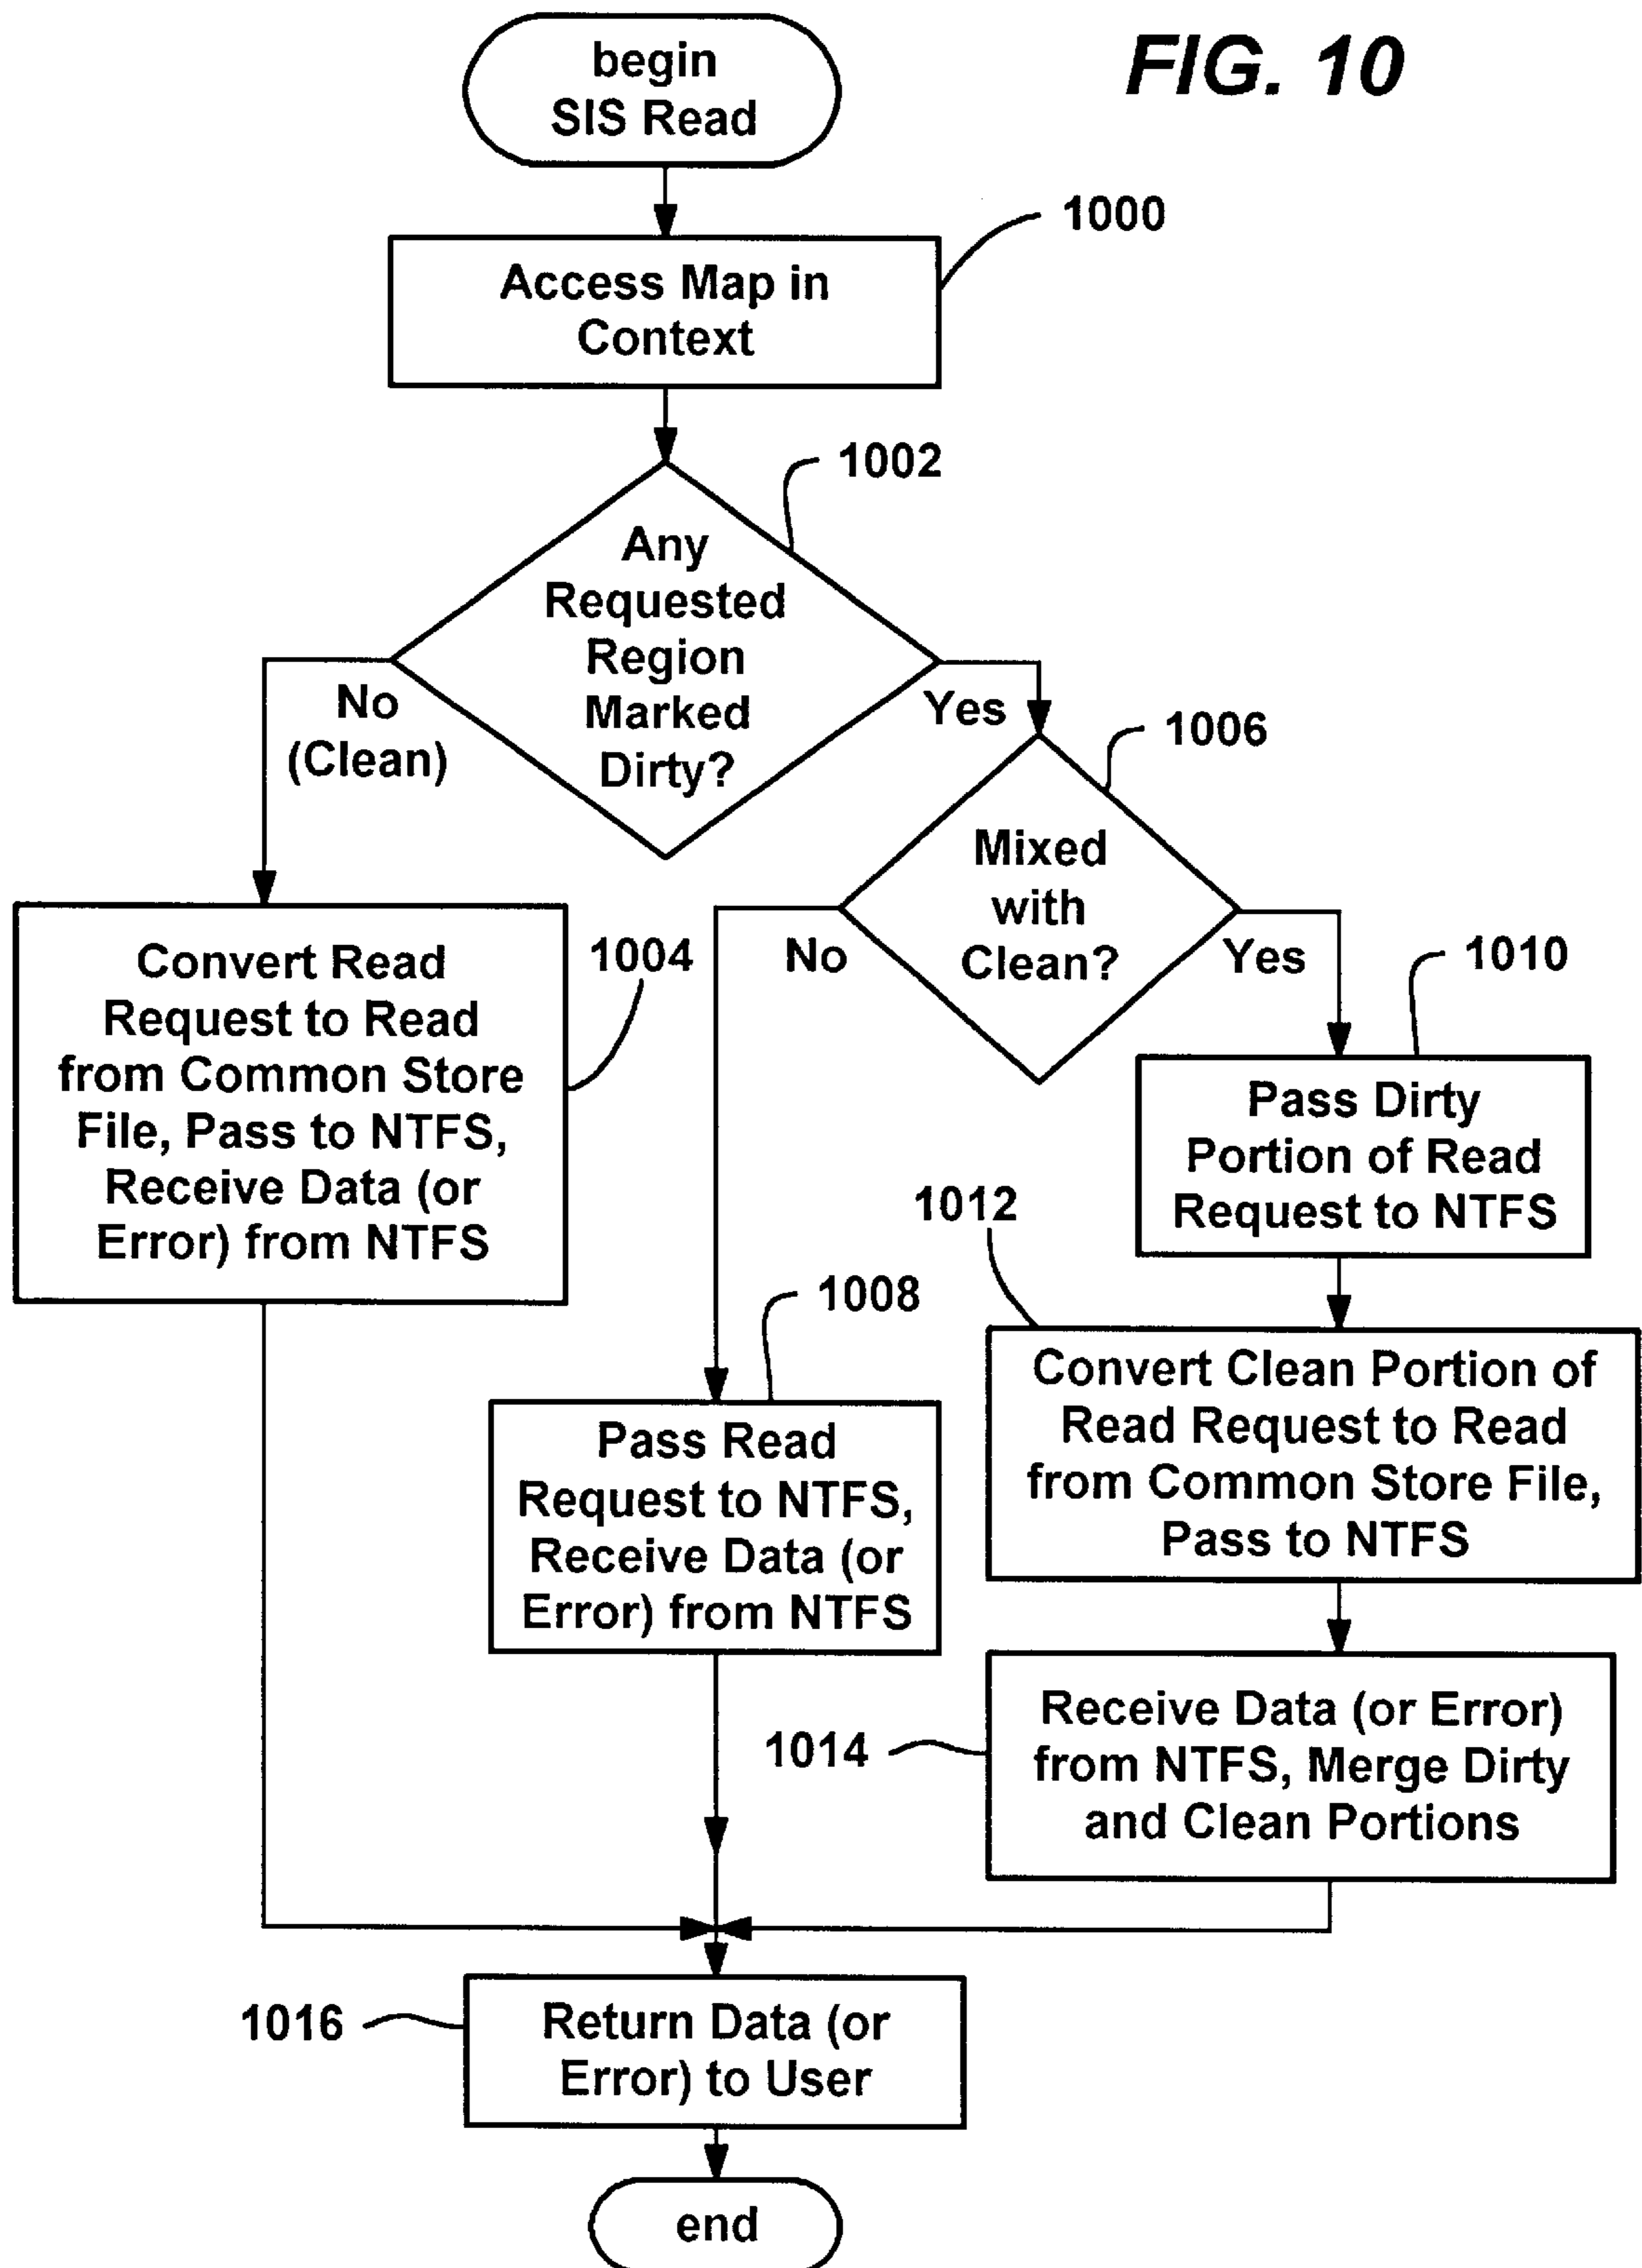 FIG. 10
begin
SIS Read
1000
Access Map in
Context
1002
Any
Requested
Region
Marked
Dirty?
No
(Clean)
Yes
1006
Mixed
with
Clean?
No
Yes
1004
Convert Read
Request to Read
from Common Store
File, Pass to NTFS,
Receive Data (or
Error) from NTFS
1010
Pass Dirty
Portion of Read
Request to NTFS
1012
Convert Clean Portion of
Read Request to Read
from Common Store File,
Pass to NTFS
1008
Pass Read
Request to NTFS,
Receive Data (or
Error) from NTFS
1014
Receive Data (or Error)
from NTFS, Merge Dirty
and Clean Portions
1016
Return Data (or
Error) to User
end